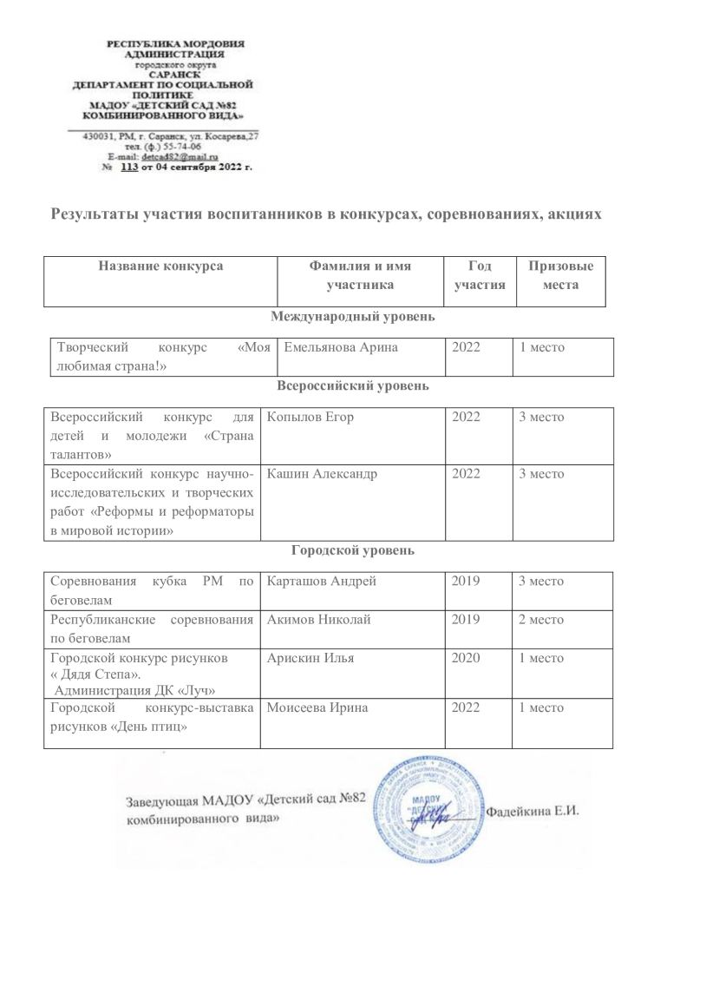 РЕСПУБЛИКА МОРДОВИЯ
АДМИНИСТРАЦИЯ
городского округа
САРАНСК
ДЕПАРТАМЕНТ ПО СОЦИАЛЬНОЙ
ПОЛИТИКЕ
МАДОУ «ДЕТСКИЙ САД №82
КОМБИНИРОВАННОГО ВИДА»
430031, РМ, г. Саранск, ул. Косарева,27
тел. (ф.) 55-74-06
E-mail: detcad82@mail.ru
№ 113 от 04 сентября 2022 г.
Результаты участия воспитанников в конкурсах, соревнованиях, акциях
Название конкурса Фамилия и имя Год Призовые
участника участия места
Международный уровень
Творческий конкурс «Моя Емельянова Арина 2022 1 место
любимая страна!»
Всероссийский уровень
Всероссийский конкурс для Копылов Егор 2022 3 место
детей и молодежи «Страна
талантов»
Всероссийский конкурс научно- Кашин Александр 2022 3 место
исследовательских и творческих
работ «Реформы и реформаторы
в мировой истории»
Городской уровень
Соревнования кубка РМ по Карташов Андрей 2019 3 место
беговелам
Республиканские соревнования Акимов Николай 2019 2 место
по беговелам
Городской конкурс рисунков Арискин Илья 2020 1 место
« Дядя Степа».
Администрация ДК «Луч»
Городской конкурс-выставка Моисеева Ирина 2022 1 место
рисунков «День птиц»
Заведующая МАДОУ «Детский сад №82
комбинированного вида» Фадейкина Е.И.
МАДОУ
"ДЕТСКИЙ